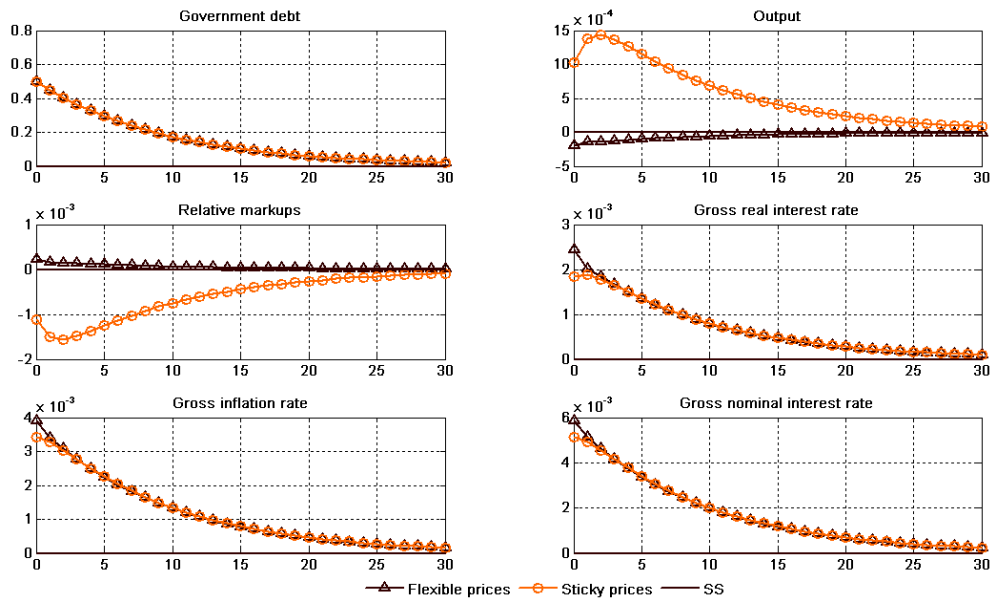 Government debt
0.8
0.6
0.4
0.2
0
0 5 10 15 20 25 30
Output
x 10-4
15
10
5
0
-5
0 5 10 15 20 25 30
Relative markups
x 10-3
1
0
-1
-2
0 5 10 15 20 25 30
Gross real interest rate
x 10-3
3
2
1
0
0 5 10 15 20 25 30
Gross inflation rate
x 10-3
4
3
2
1
0
0 5 10 15 20 25 30
Gross nominal interest rate
x 10-3
6
4
2
0
0 5 10 15 20 25 30
Flexible prices Sticky prices SS